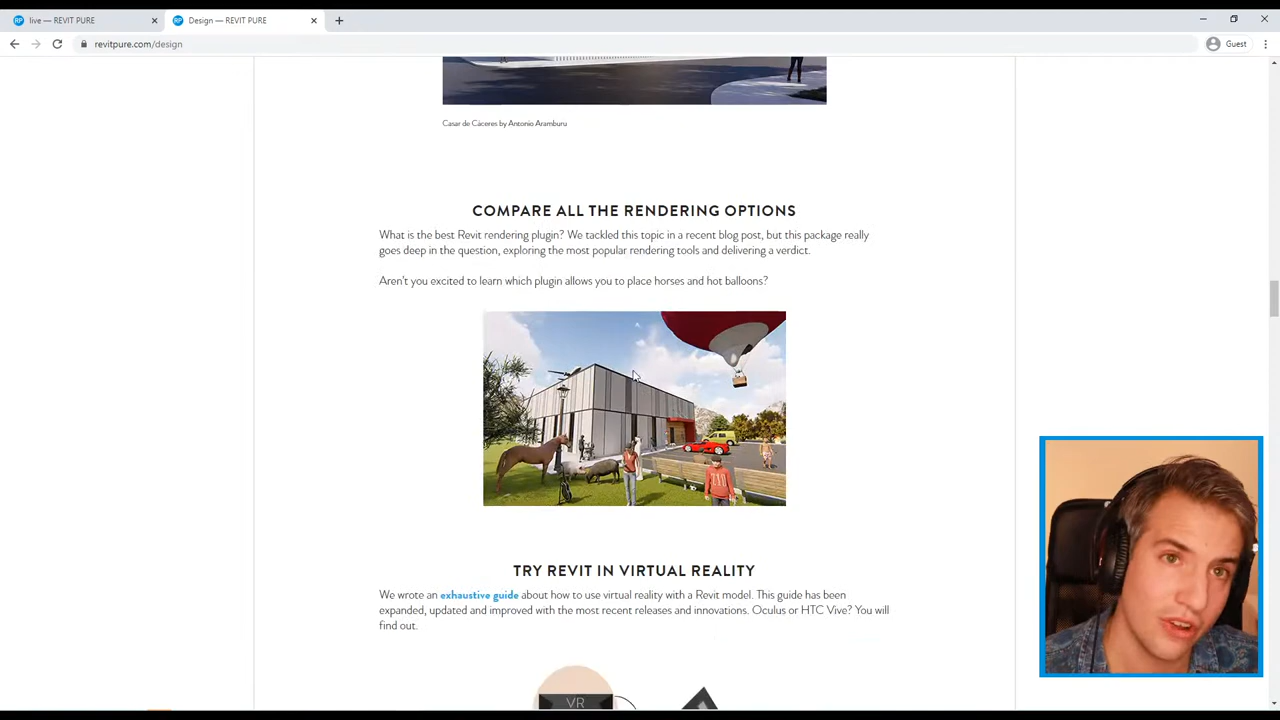 live — REVIT PURE
Design — REVIT PURE
revitpure.com/design
Guest
Casar de Cáceres by Antonio Aramburu
COMPARE ALL THE RENDERING OPTIONS
What is the best Revit rendering plugin? We tackled this topic in a recent blog post, but this package really
goes deep in the question, exploring the most popular rendering tools and delivering a verdict.
Aren't you excited to learn which plugin allows you to place horses and hot balloons?
TRY REVIT IN VIRTUAL REALITY
We wrote an exhaustive guide about how to use virtual reality with a Revit model. This guide has been
expanded, updated and improved with the most recent releases and innovations. Oculus or HTC Vive? You will
find out.
VR